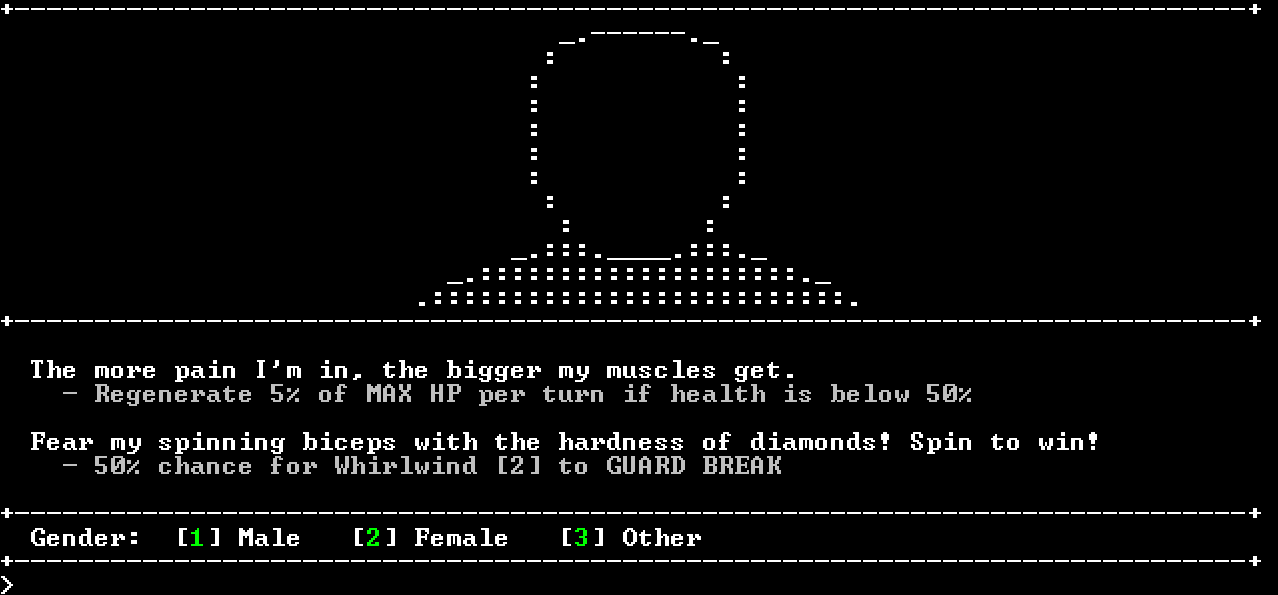 The more pain I'm in, the bigger my muscles get.
- Regenerate 5% of MAX HP per turn if health is below 50%
Fear my spinning biceps with the hardness of diamonds! Spin to win!
- 50% chance for Whirlwind [2] to GUARD BREAK
Gender: [1] Male [2] Female [3] Other
>